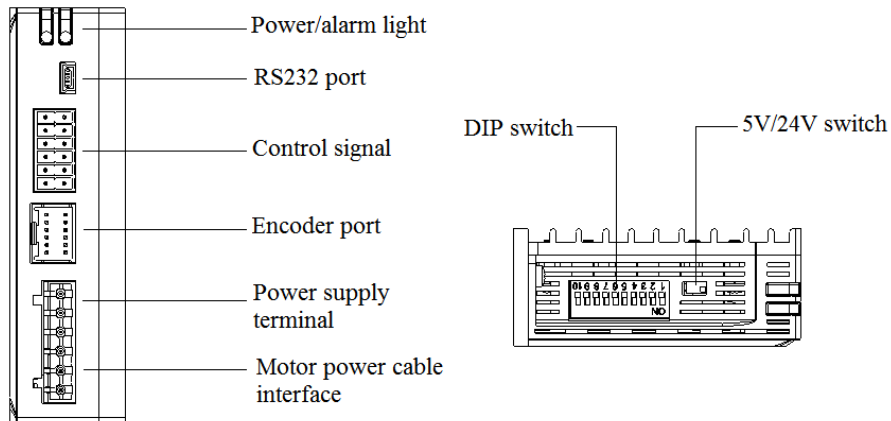 Power/alarm light
RS232 port
Control signal
Encoder port
Power supply
terminal
Motor power cable
interface
DIP switch
5V/24V switch
1 2 3 4 5 6 7 8 9 10
ON